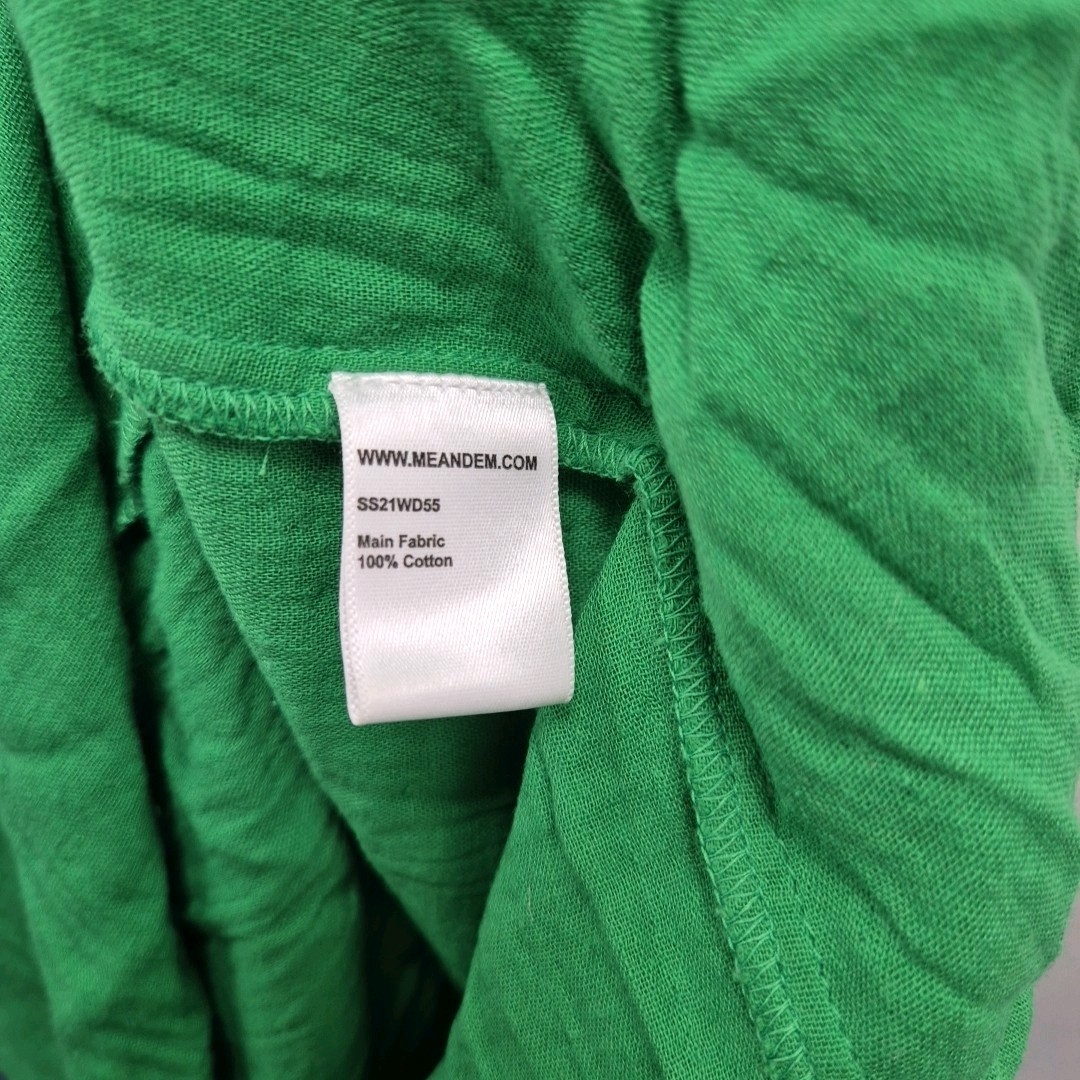 WWW.MEANDEM.COM
SS21WD55
Main Fabric
100% Cotton